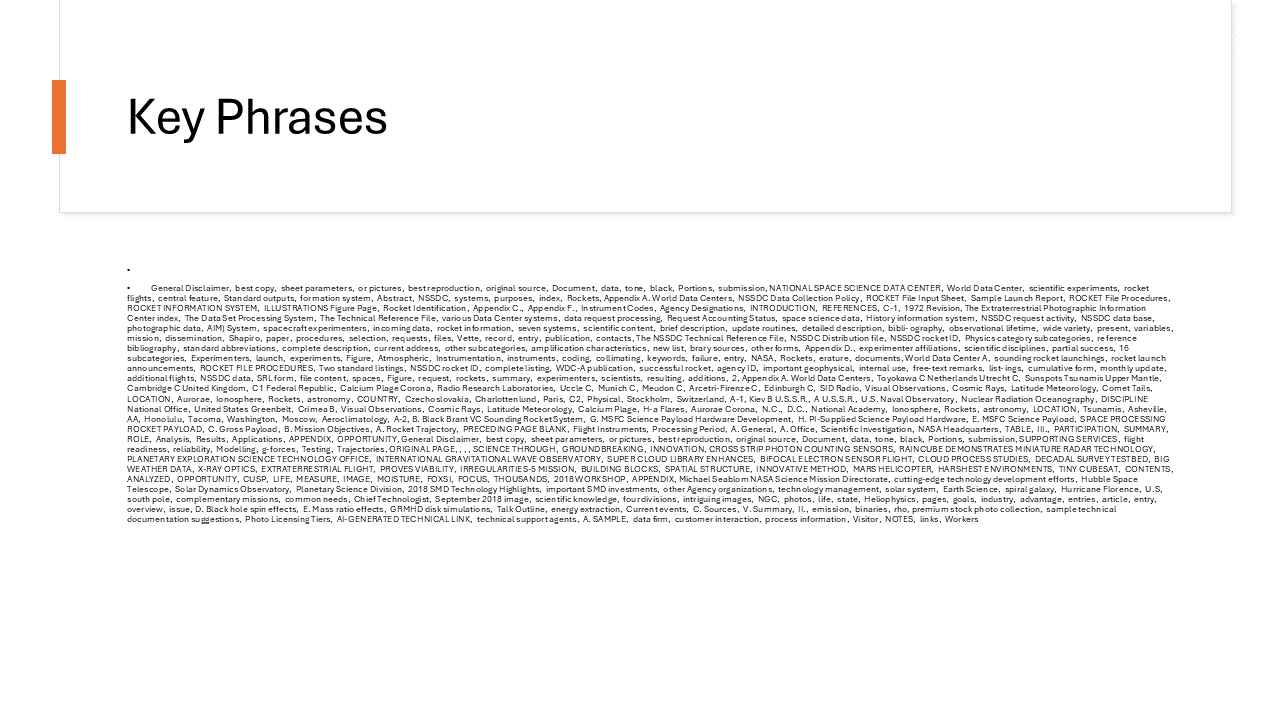 Key Phrases
•
• General Disclaimer, best copy, sheet parameters, or pictures, best reproduction, original source, Document, data, tone, black, Portions, submission, NATIONAL SPACE SCIENCE DATA CENTER, World Data Center, scientific experiments, rocket
flights, central feature, Standard outputs, formation system, Abstract, NSSDC, systems, purposes, index, Rockets, Appendix A. World Data Centers, NSSDC Data Collection Policy, ROCKET File Input Sheet, Sample Launch Report, ROCKET File Procedures,
ROCKET INFORMATION SYSTEM, ILLUSTRATIONS Figure Page, Rocket Identification, Appendix C., Appendix F., Instrument Codes, Agency Designations, INTRODUCTION, REFERENCES, C-1, 1972 Revision, The Extraterrestrial Photographic Information
Center index, The Data Set Processing System, The Technical Reference File, various Data Center systems, data request processing, Request Accounting Status, space science data, History information system, NSSDC request activity, NSSDC data base,
photographic data, AIM) System, spacecraft experimenters, incoming data, rocket information, seven systems, scientific content, brief description, update routines, detailed description, bibli- ography, observational lifetime, wide variety, present, variables,
mission, dissemination, Shapiro, paper, procedures, selection, requests, files, Vette, record, entry, publication, contacts, The NSSDC Technical Reference File, NSSDC Distribution file, NSSDC rocket ID, Physics category subcategories, reference
bibliography, standard abbreviations, complete description, current address, other subcategories, amplification characteristics, new list, brary sources, other forms, Appendix D., experimenter affiliations, scientific disciplines, partial success, 16
subcategories, Experimenters, launch, experiments, Figure, Atmospheric, Instrumentation, instruments, coding, collimating, keywords, failure, entry, NASA, Rockets, erature, documents, World Data Center A, sounding rocket launchings, rocket launch
announcements, ROCKET FILE PROCEDURES, Two standard listings, NSSDC rocket ID, complete listing, WDC-A publication, successful rocket, agency ID, important geophysical, internal use, free-text remarks, list- ings, cumulative form, monthly update,
additional flights, NSSDC data, SRL form, file content, spaces, Figure, request, rockets, summary, experimenters, scientists, resulting, additions, 2, Appendix A. World Data Centers, Toyokawa C Netherlands Utrecht C, Sunspots Tsunamis Upper Mantle,
Cambridge C United Kingdom, C1 Federal Republic, Calcium Plage Corona, Radio Research Laboratories, Uccle C, Munich C, Meudon C, Arcetri-Firenze C, Edinburgh C, SID Radio, Visual Observations, Cosmic Rays, Latitude Meteorology, Comet Tails,
LOCATION, Aurorae, Ionosphere, Rockets, astronomy, COUNTRY, Czechoslovakia, Charlottenlund, Paris, C2, Physical, Stockholm, Switzerland, A-1, Kiev B U.S.S.R., A U.S.S.R., U.S. Naval Observatory, Nuclear Radiation Oceanography, DISCIPLINE
National Office, United States Greenbelt, Crimea B, Visual Observations, Cosmic Rays, Latitude Meteorology, Calcium Plage, H-a Flares, Aurorae Corona, N.C., D.C., National Academy, Ionosphere, Rockets, astronomy, LOCATION, Tsunamis, Asheville,
AA, Honolulu, Tacoma, Washington, Moscow, Aeroclimatology, A-2, B. Black Brant VC Sounding Rocket System, G. MSFC Science Payload Hardware Development, H. PI-Supplied Science Payload Hardware, E. MSFC Science Payload, SPACE PROCESSING
ROCKET PAYLOAD, C. Gross Payload, B. Mission Objectives, A. Rocket Trajectory, PRECEDING PAGE BLANK, Flight Instruments, Processing Period, A. General, A. Office, Scientific Investigation, NASA Headquarters, TABLE, III., PARTICIPATION, SUMMARY,
ROLE, Analysis, Results, Applications, APPENDIX, OPPORTUNITY, General Disclaimer, best copy, sheet parameters, or pictures, best reproduction, original source, Document, data, tone, black, Portions, submission, SUPPORTING SERVICES, flight
readiness, reliability, Modelling, g-forces, Testing, Trajectories, ORIGINAL PAGE, , , , SCIENCE THROUGH, GROUNDBREAKING, INNOVATION, CROSS STRIP PHOTON COUNTING SENSORS, RAINCUBE DEMONSTRATES MINIATURE RADAR TECHNOLOGY,
PLANETARY EXPLORATION SCIENCE TECHNOLOGY OFFICE, INTERNATIONAL GRAVITATIONAL WAVE OBSERVATORY, SUPER CLOUD LIBRARY ENHANCES, BIFOCAL ELECTRON SENSOR FLIGHT, CLOUD PROCESS STUDIES, DECADAL SURVEY TESTBED, BIG
WEATHER DATA, X-RAY OPTICS, EXTRATERRESTRIAL FLIGHT, PROVES VIABILITY, IRREGULARITIES-5 MISSION, BUILDING BLOCKS, SPATIAL STRUCTURE, INNOVATIVE METHOD, MARS HELICOPTER, HARSHEST ENVIRONMENTS, TINY CUBESAT, CONTENTS,
ANALYZED, OPPORTUNITY, CUSP, LIFE, MEASURE, IMAGE, MOISTURE, FOXSI, FOCUS, THOUSANDS, 2018 WORKSHOP, APPENDIX, Michael Seablom NASA Science Mission Directorate, cutting-edge technology development efforts, Hubble Space
Telescope, Solar Dynamics Observatory, Planetary Science Division, 2018 SMD Technology Highlights, important SMD investments, other Agency organizations, technology management, solar system, Earth Science, spiral galaxy, Hurricane Florence, U.S,
south pole, complementary missions, common needs, Chief Technologist, September 2018 image, scientific knowledge, four divisions, intriguing images, NGC, photos, life, state, Heliophysics, pages, goals, industry, advantage, entries, article, entry,
overview, issue, D. Black hole spin effects, E. Mass ratio effects, GRMHD disk simulations, Talk Outline, energy extraction, Current events, C. Sources, V. Summary, II., emission, binaries, rho, premium stock photo collection, sample technical
documentation suggestions, Photo Licensing Tiers, AI-GENERATED TECHNICAL LINK, technical support agents, A. SAMPLE, data firm, customer interaction, process information, Visitor, NOTES, links, Workers